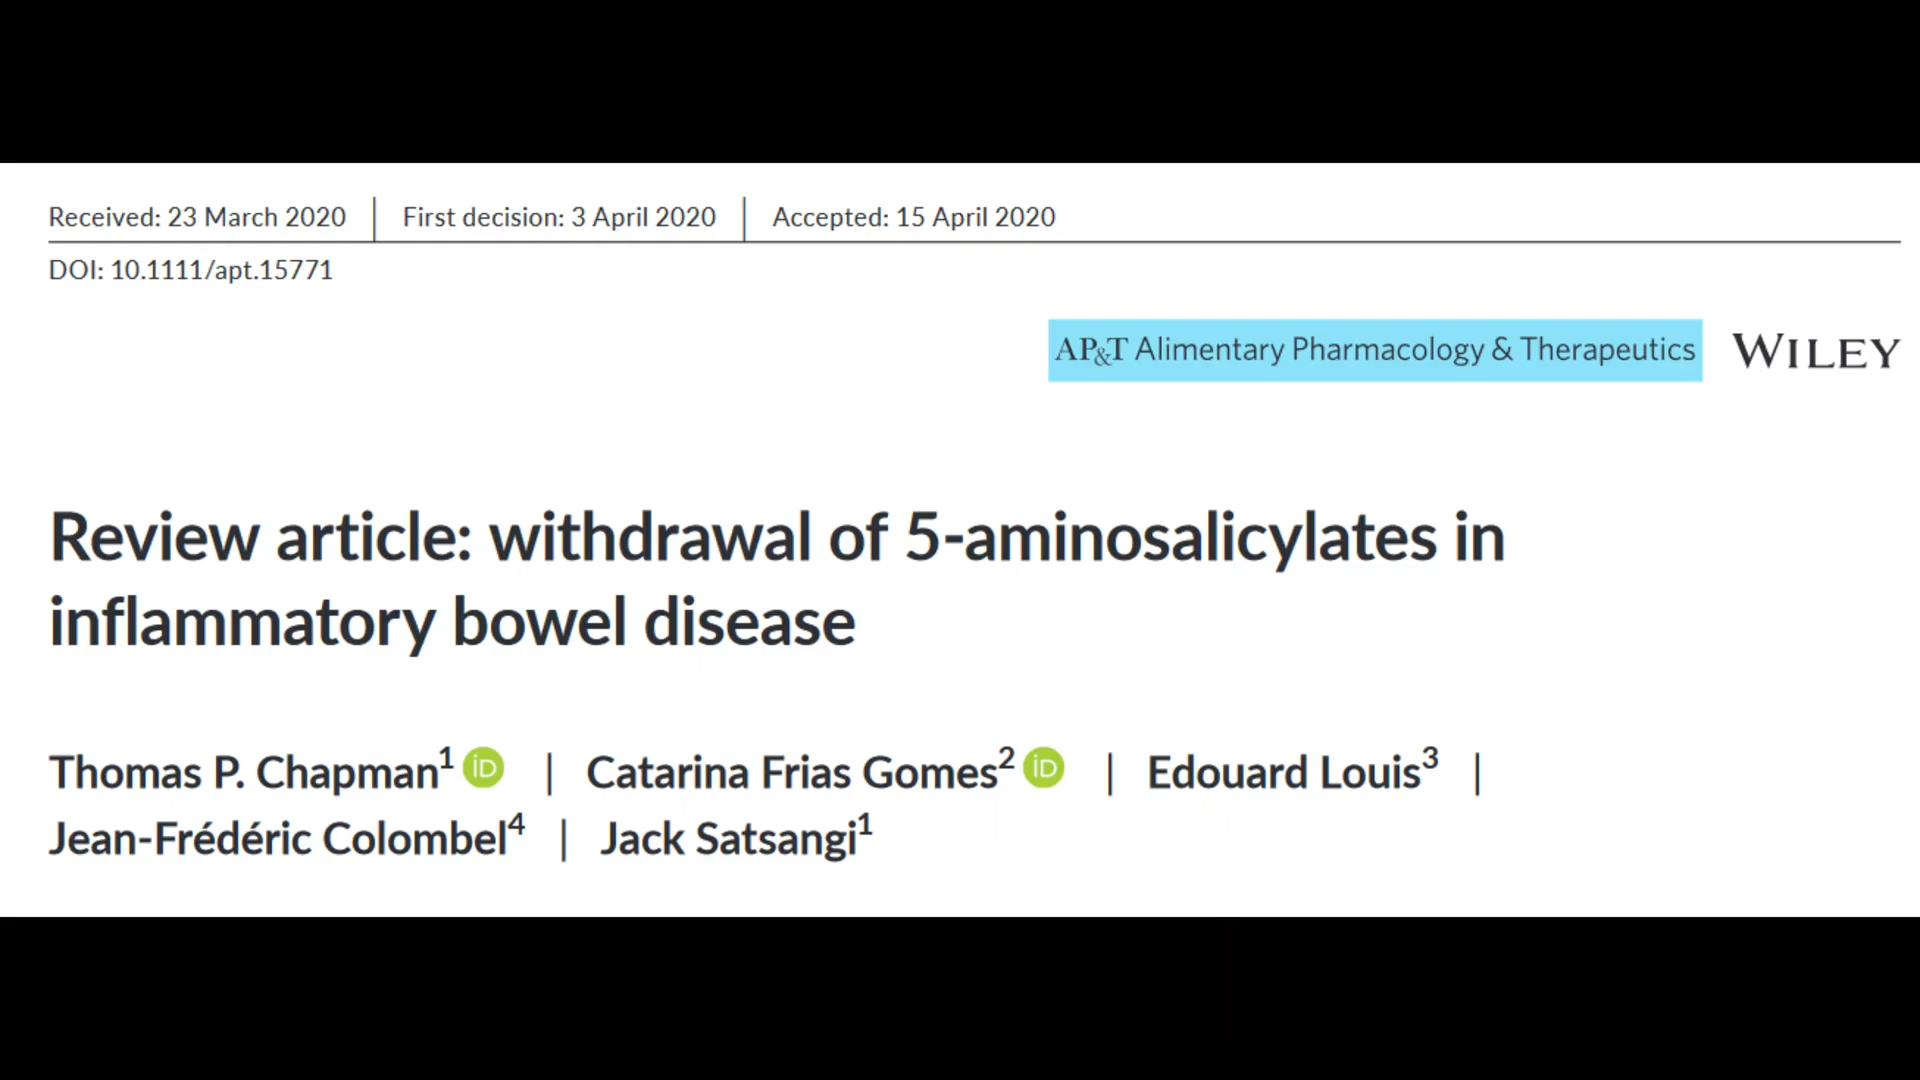 Received: 23 March 2020 | First decision: 3 April 2020 | Accepted: 15 April 2020
DOI: 10.1111/apt.15771
AP&T Alimentary Pharmacology & Therapeutics WILEY
Review article: withdrawal of 5-aminosalicylates in
inflammatory bowel disease
Thomas P. Chapman¹ iD | Catarina Frias Gomes² iD | Edouard Louis³ |
Jean-Frédéric Colombel⁴ | Jack Satsangi¹